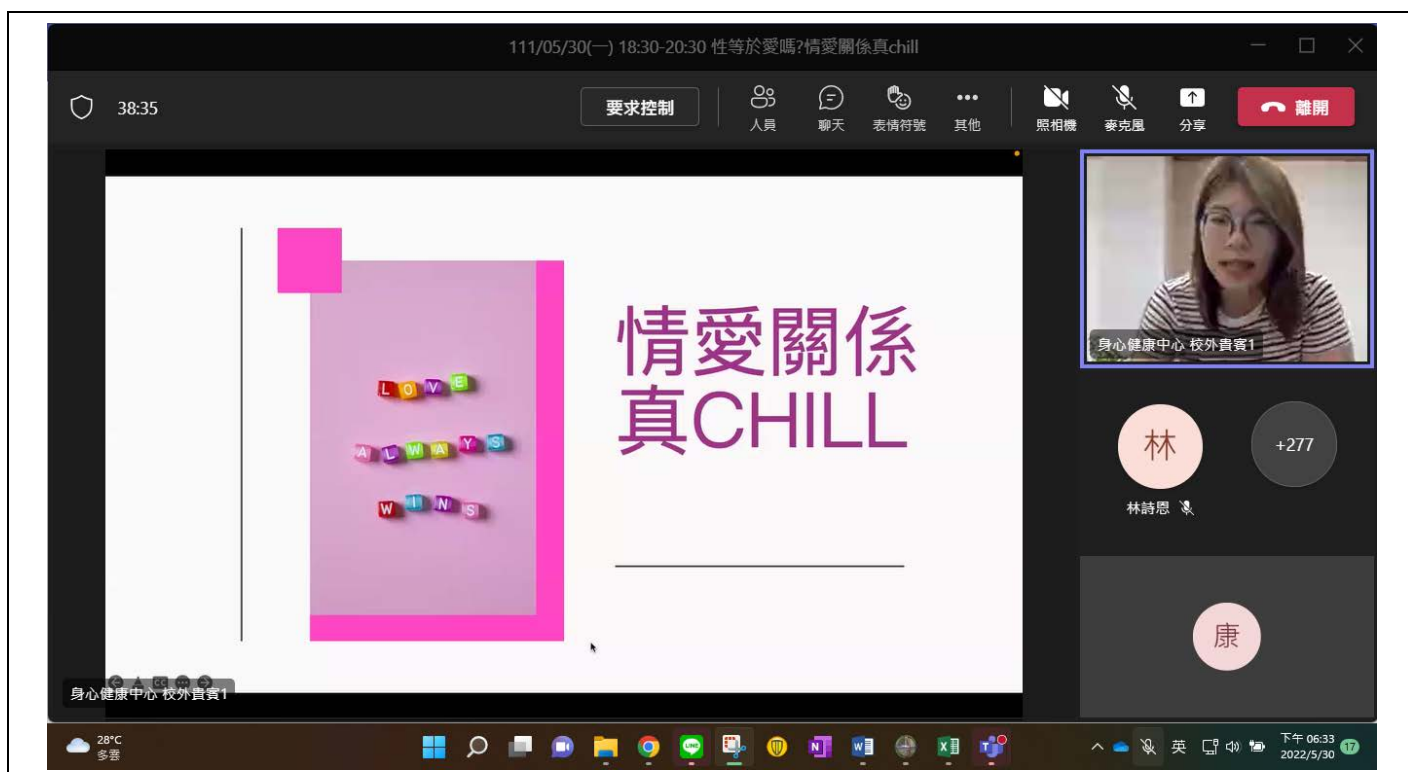 111/05/30(一) 18:30-20:30 性等於愛嗎?情愛關係真chill
38:35
要求控制
人員
聊天
表情符號
其他
照相機
麥克風
分享
離開
LOVE
ALWAYS
WINS
情愛關係
真CHILL
身心健康中心 校外貴賓1
林
+277
林詩恩
康
身心健康中心 校外貴賓1
28°C
多雲
英
下午 06:33
2022/5/30
17